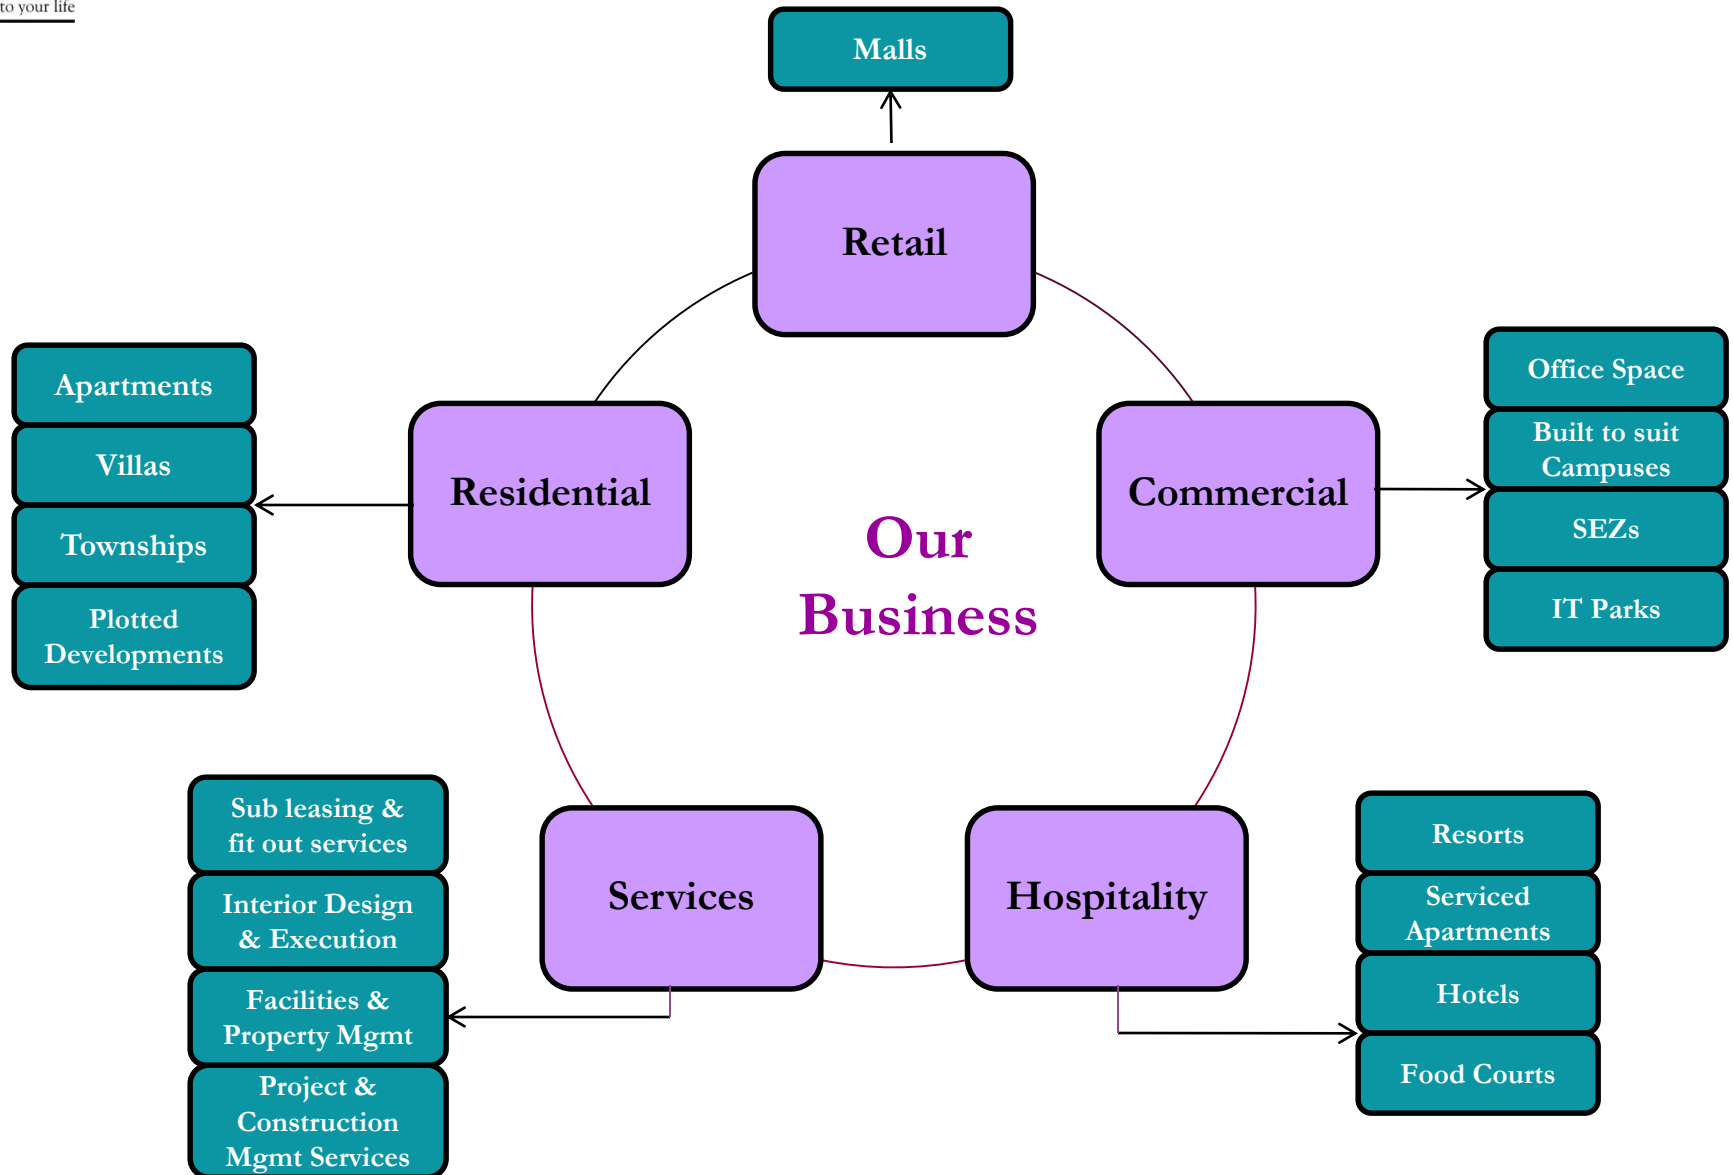 to your life
Malls
Retail
Apartments
Villas
Townships
Plotted
Developments
Residential
Our
Business
Commercial
Office Space
Built to suit
Campuses
SEZs
IT Parks
Sub leasing &
fit out services
Interior Design
& Execution
Facilities &
Property Mgmt
Project &
Construction
Mgmt Services
Services
Hospitality
Resorts
Serviced
Apartments
Hotels
Food Courts